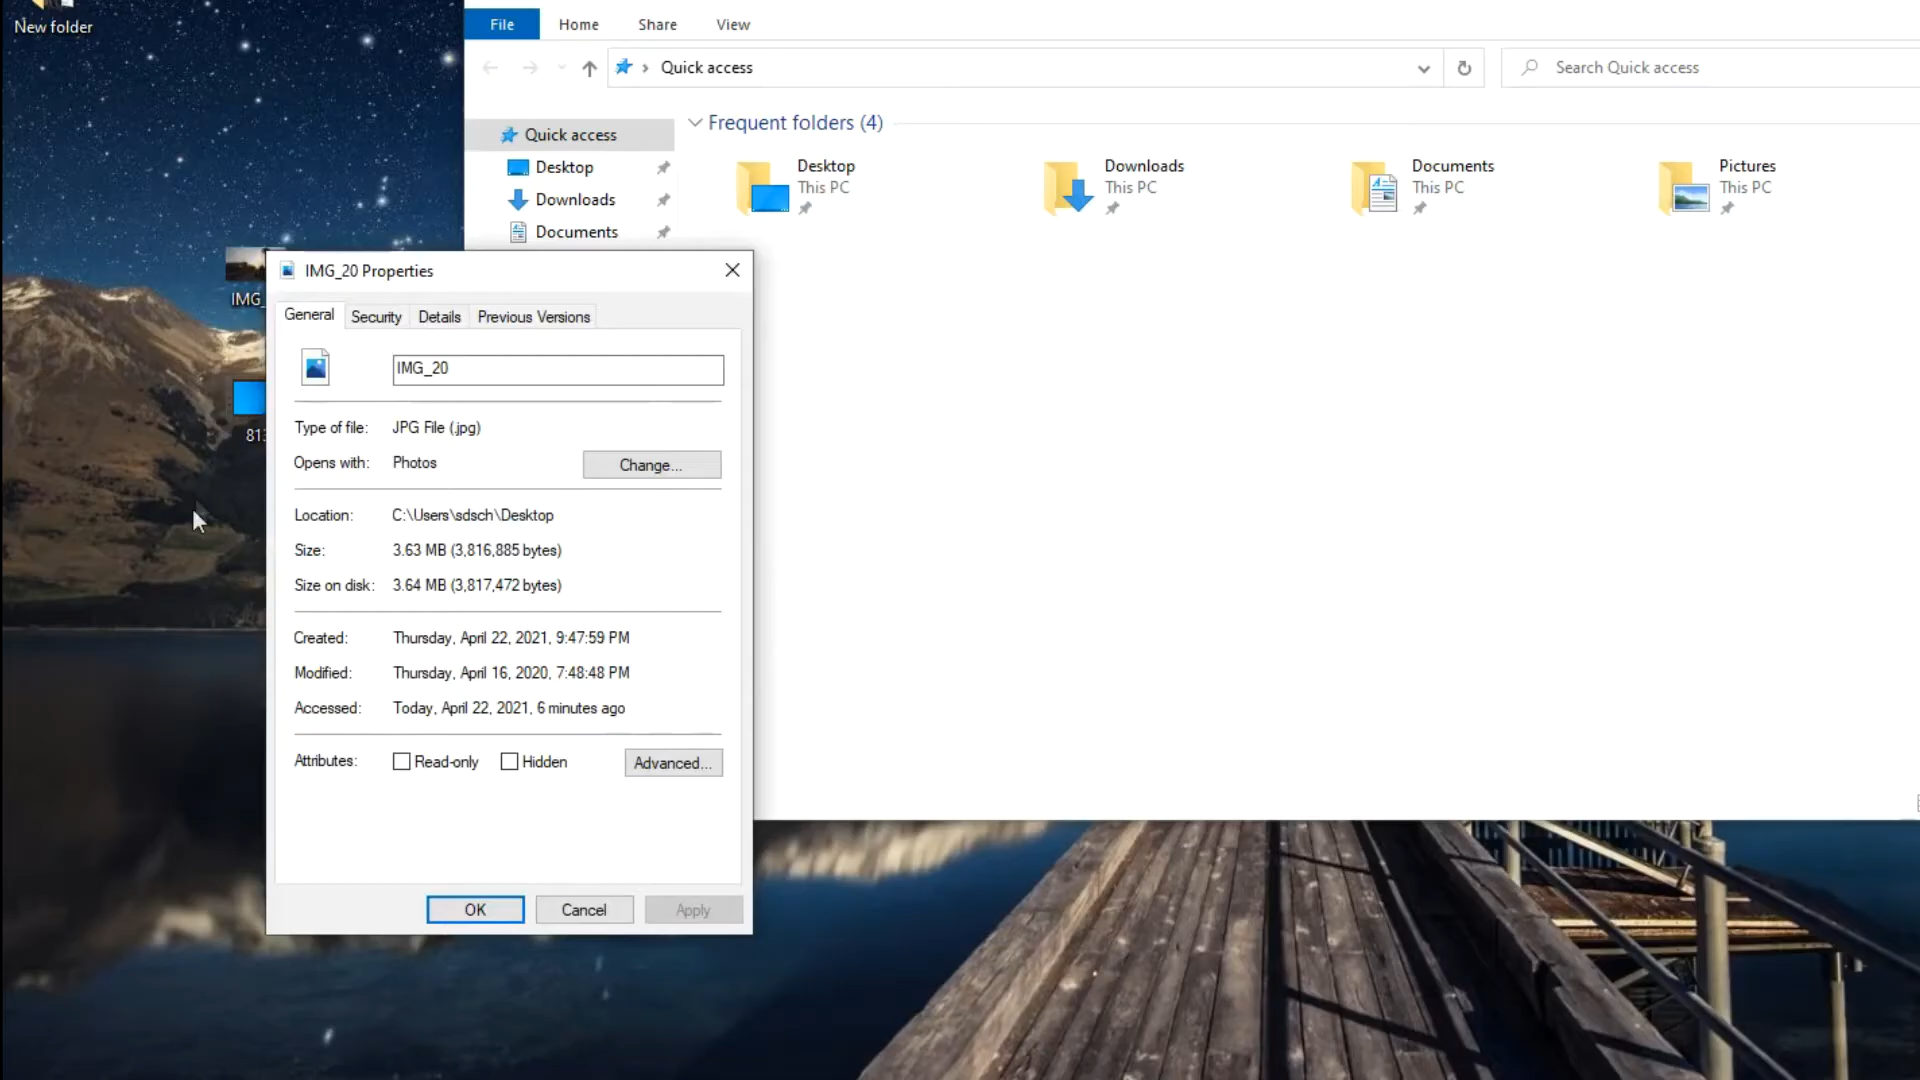 New folder
File Home Share View
Quick access
Search Quick access
Quick access
Desktop
Downloads
Documents
Frequent folders (4)
Desktop
This PC
Downloads
This PC
Documents
This PC
Pictures
This PC
IMG_
813
IMG_20 Properties
General Security Details Previous Versions
IMG_20
Type of file: JPG File (.jpg)
Opens with: Photos Change...
Location: C:\Users\sdsch\Desktop
Size: 3.63 MB (3,816,885 bytes)
Size on disk: 3.64 MB (3,817,472 bytes)
Created: Thursday, April 22, 2021, 9:47:59 PM
Modified: Thursday, April 16, 2020, 7:48:48 PM
Accessed: Today, April 22, 2021, 6 minutes ago
Attributes: Read-only Hidden Advanced...
OK Cancel Apply